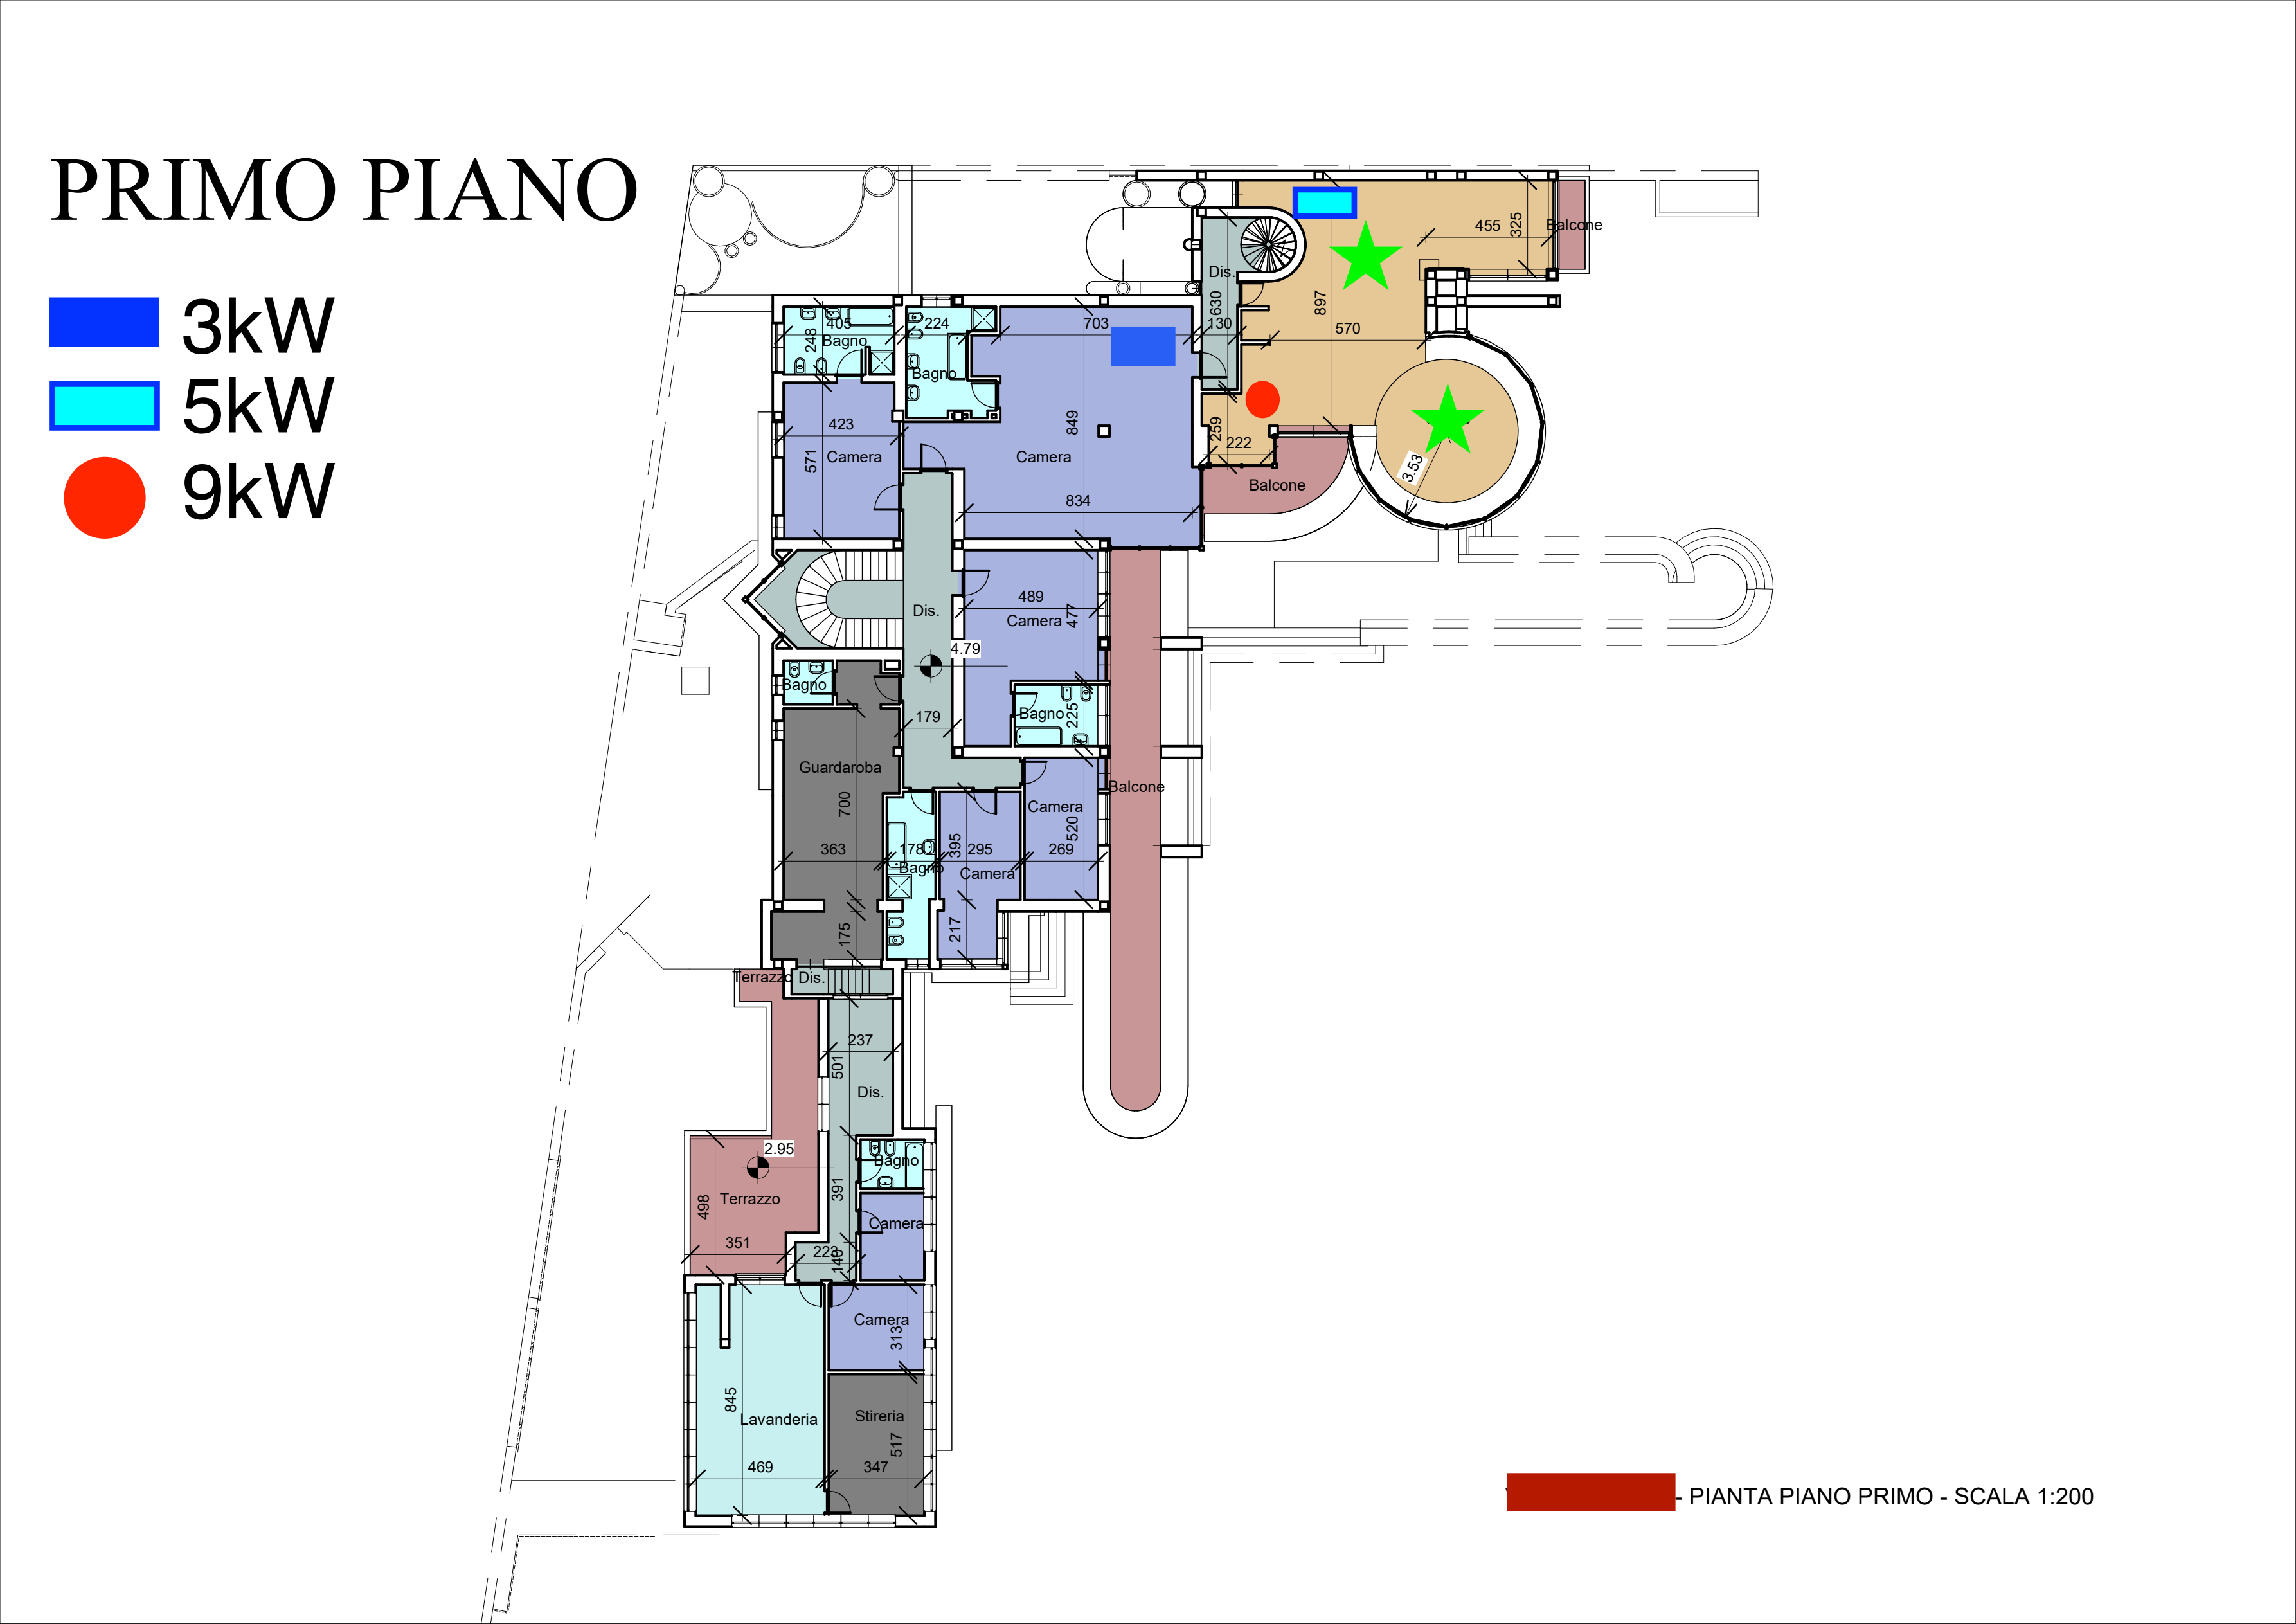 PRIMO PIANO
3kW
5kW
9kW
455
325
Balcone
Dis.
630
897
405
248
Bagno
224
703
130
570
Bagno
423
571
Camera
849
Camera
259
222
3.53
834
Balcone
489
Camera
477
Dis.
4.79
Bagno
Bagno
225
179
Guardaroba
700
Balcone
Camera
520
363
178
Bagno
395
295
Camera
269
175
217
Terrazzo
Dis.
237
501
Dis.
2.95
Bagno
498
Terrazzo
391
Camera
351
223
140
Camera
313
845
Lavanderia
Stireria
517
469
347
- PIANTA PIANO PRIMO - SCALA 1:200